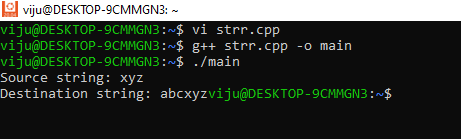 viju@DESKTOP-9CMMGN3: ~
viju@DESKTOP-9CMMGN3:~$ vi strr.cpp
viju@DESKTOP-9CMMGN3:~$ g++ strr.cpp -o main
viju@DESKTOP-9CMMGN3:~$ ./main
Source string: xyz
Destination string: abcxyzviju@DESKTOP-9CMMGN3:~$